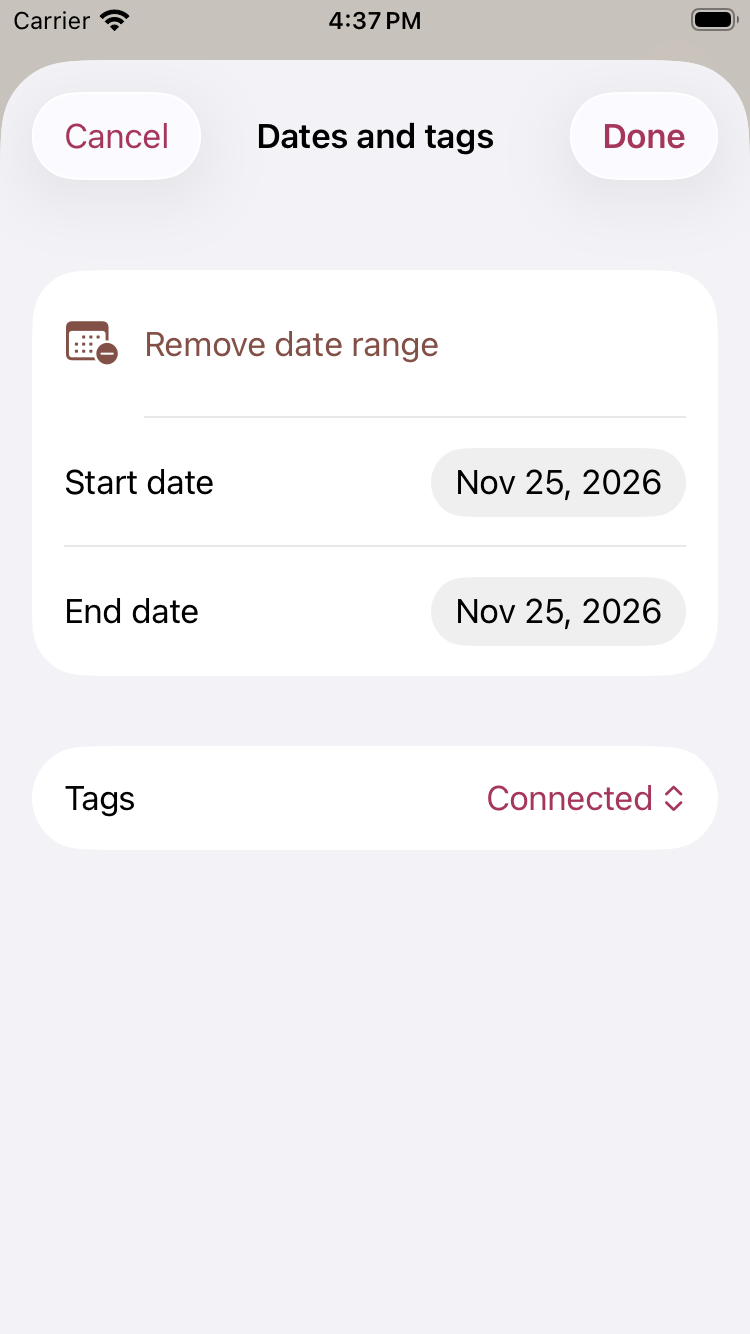 Carrier 4:37 PM
Cancel Dates and tags Done
Remove date range
Start date Nov 25, 2026
End date Nov 25, 2026
Tags Connected